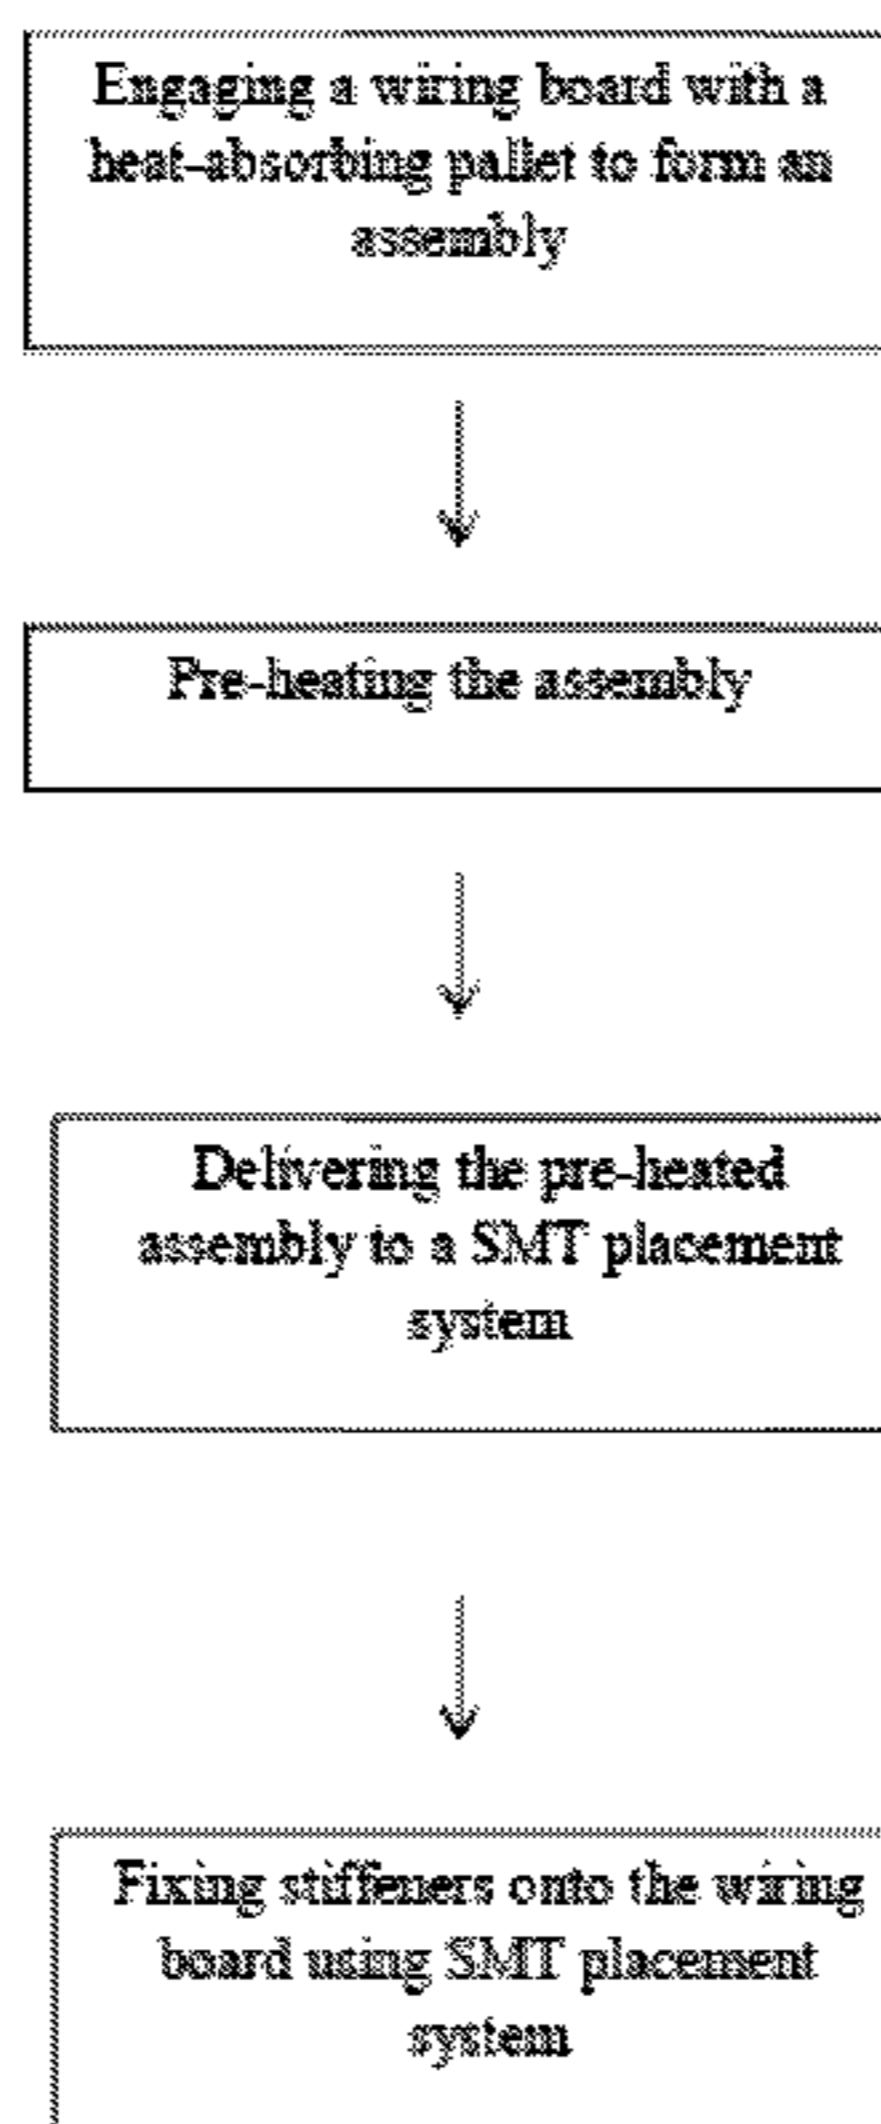 Engaging a wiring board with a
heat-absorbing pallet to form an
assembly
Pre-heating the assembly
Delivering the pre-heated
assembly to a SMT placement
system
Fixing stiffeners onto the wiring
board using SMT placement
system